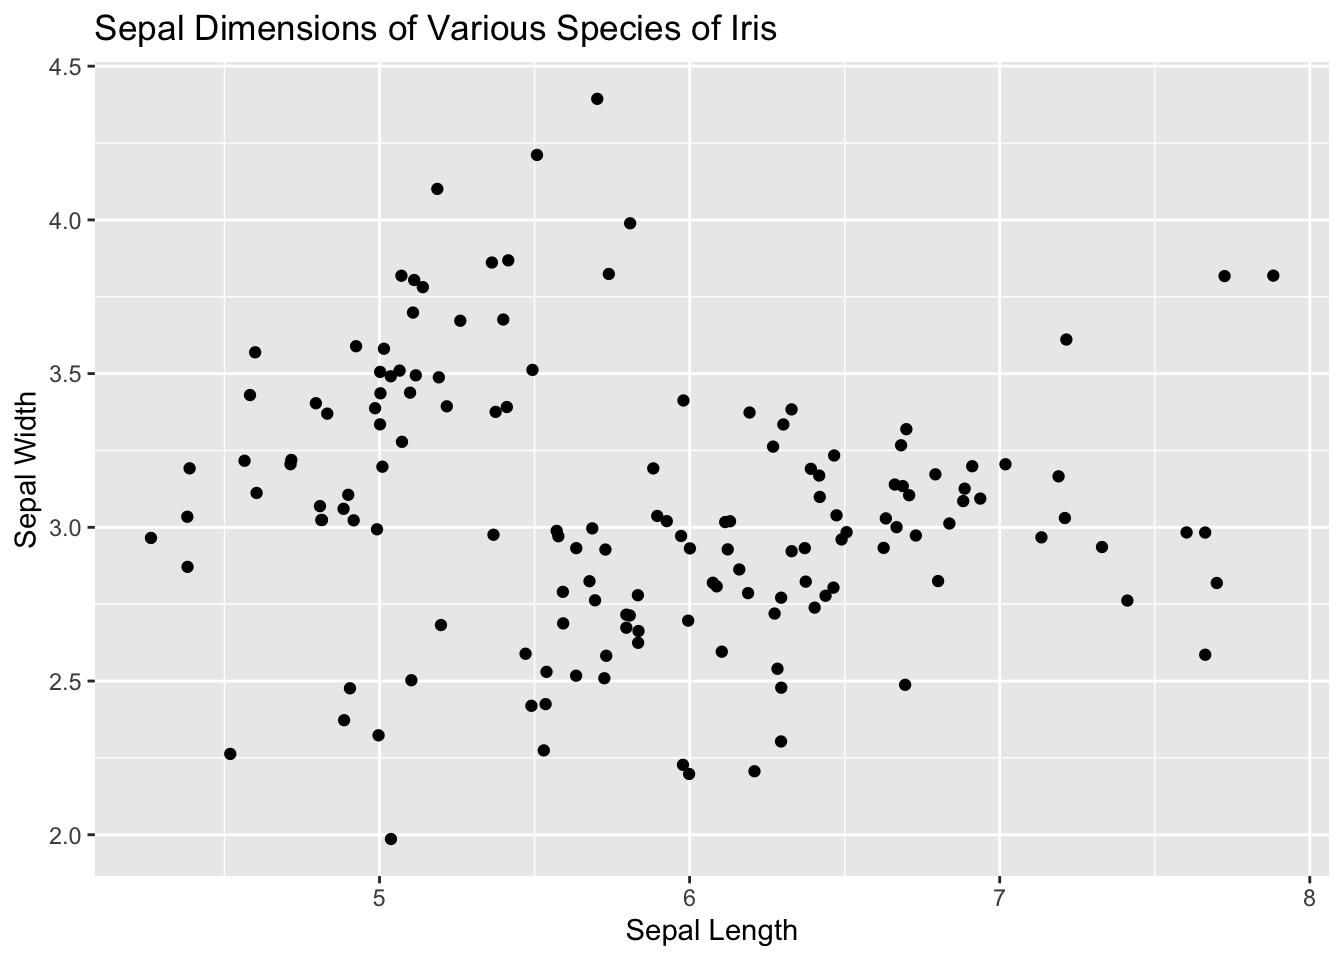 Sepal Dimensions of Various Species of Iris
4.5
4.0
3.5
3.0
2.5
2.0
Sepal Width
5 6 7 8
Sepal Length